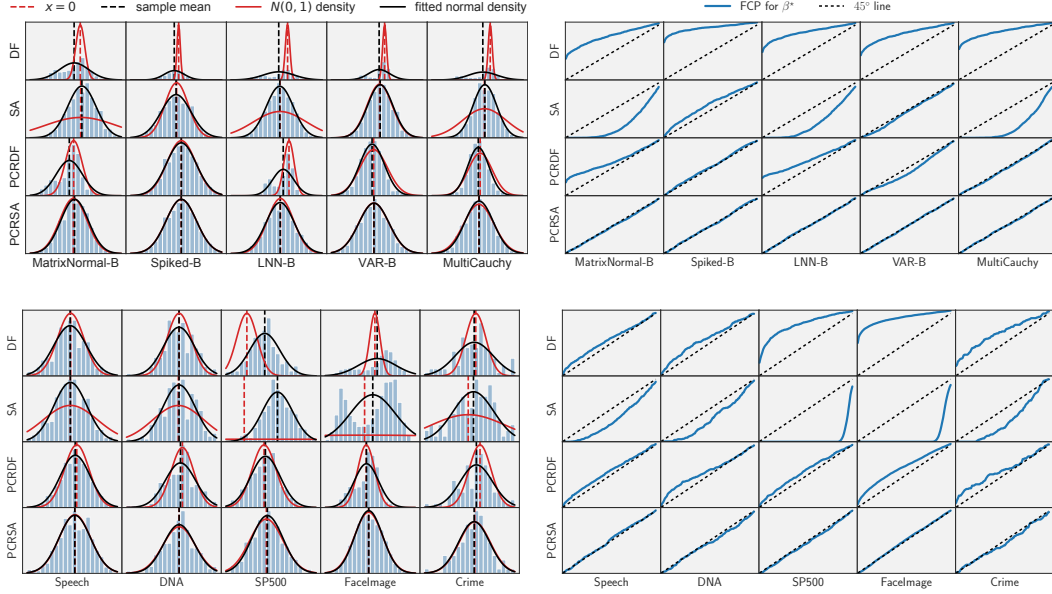 x = 0 sample mean N(0, 1) density fitted normal density
FCP for β* 45° line
DF
SA
PCRDF
PCRSA
MatrixNormal-B Spiked-B LNN-B VAR-B MultiCauchy
DF
SA
PCRDF
PCRSA
MatrixNormal-B Spiked-B LNN-B VAR-B MultiCauchy
DF
SA
PCRDF
PCRSA
Speech DNA SP500 FaceImage Crime
DF
SA
PCRDF
PCRSA
Speech DNA SP500 FaceImage Crime